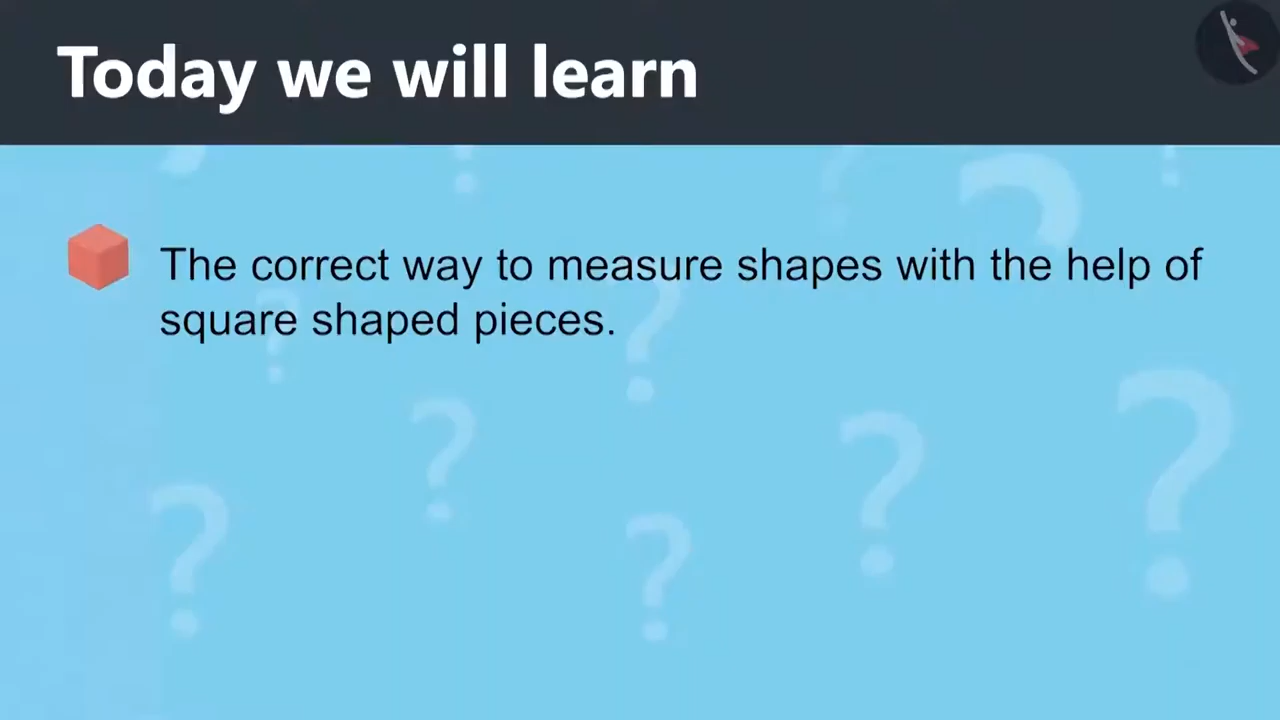 Today we will learn
The correct way to measure shapes with the help of
square shaped pieces.